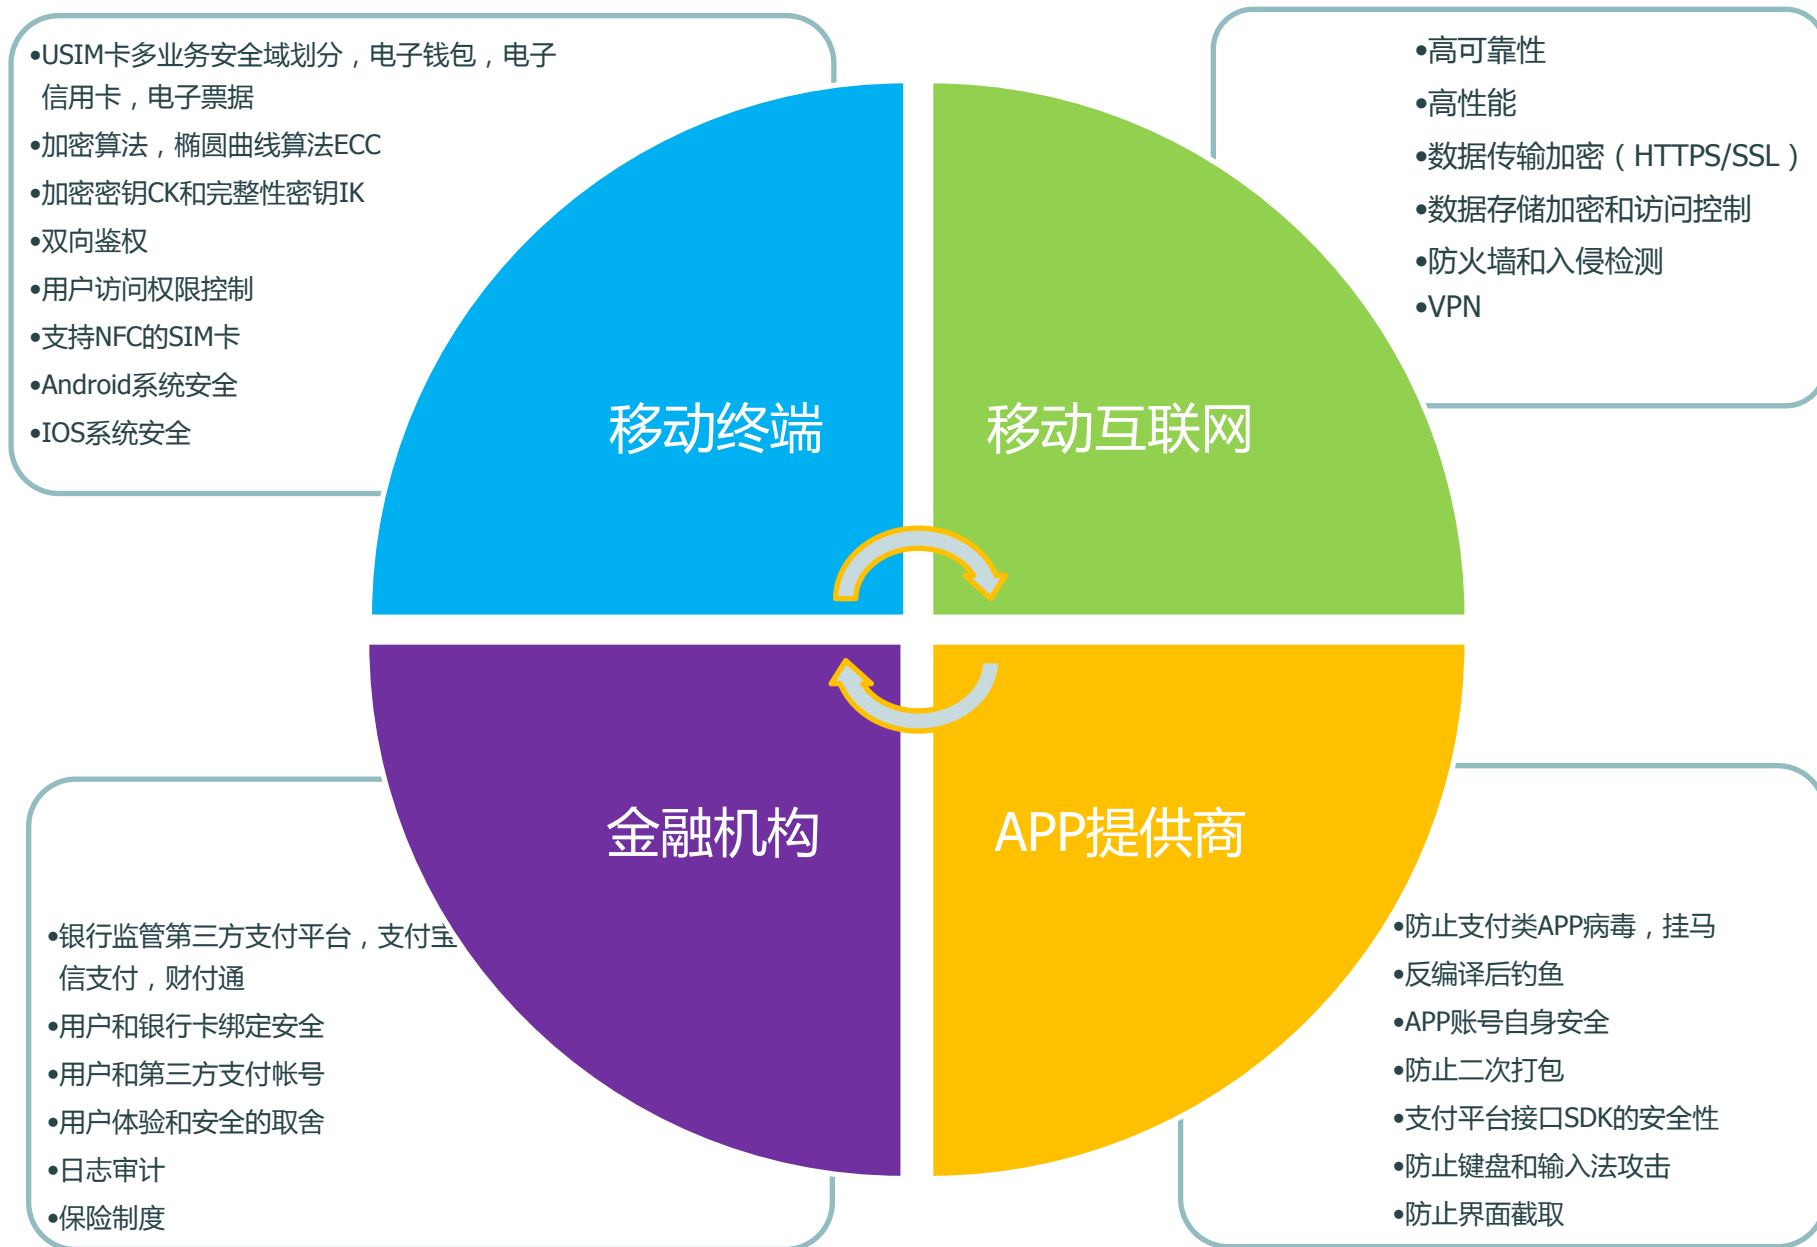 •USIM卡多业务安全域划分，电子钱包，电子
信用卡，电子票据
•加密算法，椭圆曲线算法ECC
•加密密钥CK和完整性密钥IK
•双向鉴权
•用户访问权限控制
•支持NFC的SIM卡
•Android系统安全
•IOS系统安全
•高可靠性
•高性能
•数据传输加密（HTTPS/SSL）
•数据存储加密和访问控制
•防火墙和入侵检测
•VPN
移动终端
移动互联网
金融机构
APP提供商
•银行监管第三方支付平台，支付宝
信支付，财付通
•用户和银行卡绑定安全
•用户和第三方支付帐号
•用户体验和安全的取舍
•日志审计
•保险制度
•防止支付类APP病毒，挂马
•反编译后钓鱼
•APP账号自身安全
•防止二次打包
•支付平台接口SDK的安全性
•防止键盘和输入法攻击
•防止界面截取